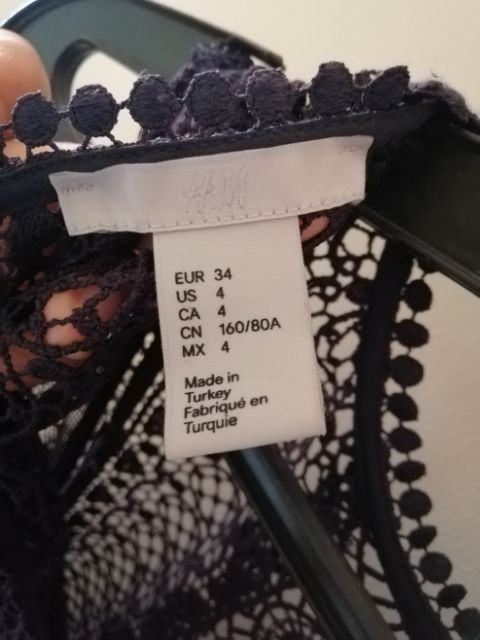 H&M
EUR 34
US 4
CA 4
CN 160/80A
MX 4
Made in
Turkey
Fabriqué en
Turquie